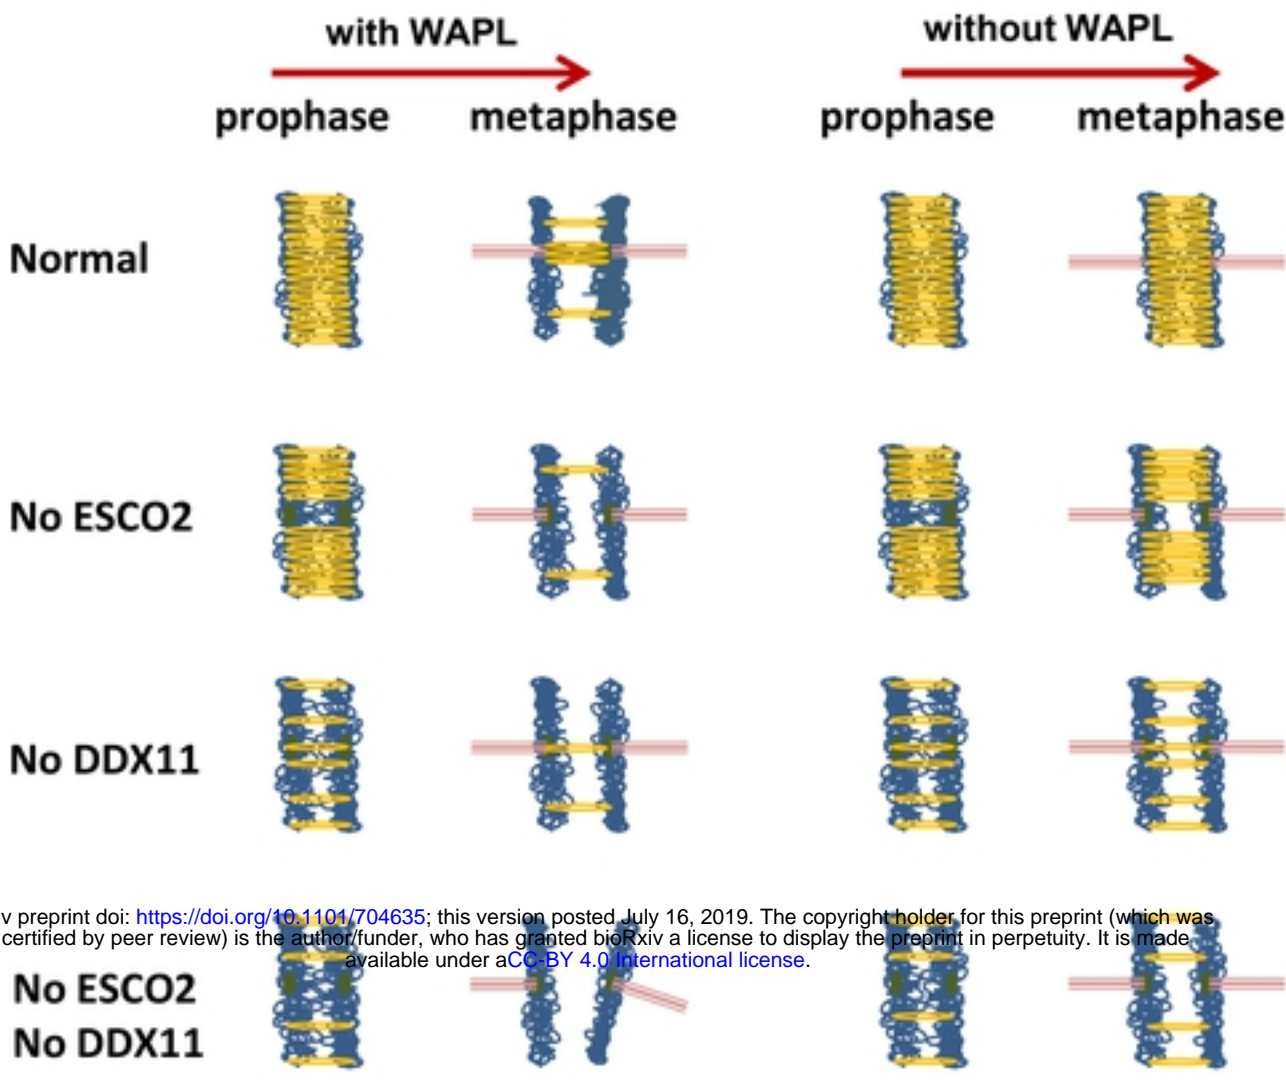 with WAPL without WAPL
prophase metaphase prophase metaphase
Normal
No ESCO2
No DDX11
v preprint doi: https://doi.org/10.1101/704635; this version posted July 16, 2019. The copyright holder for this preprint (which was
certified by peer review) is the author/funder, who has granted bioRxiv a license to display the preprint in perpetuity. It is made
available under aCC-BY 4.0 International license.
No ESCO2
No DDX11